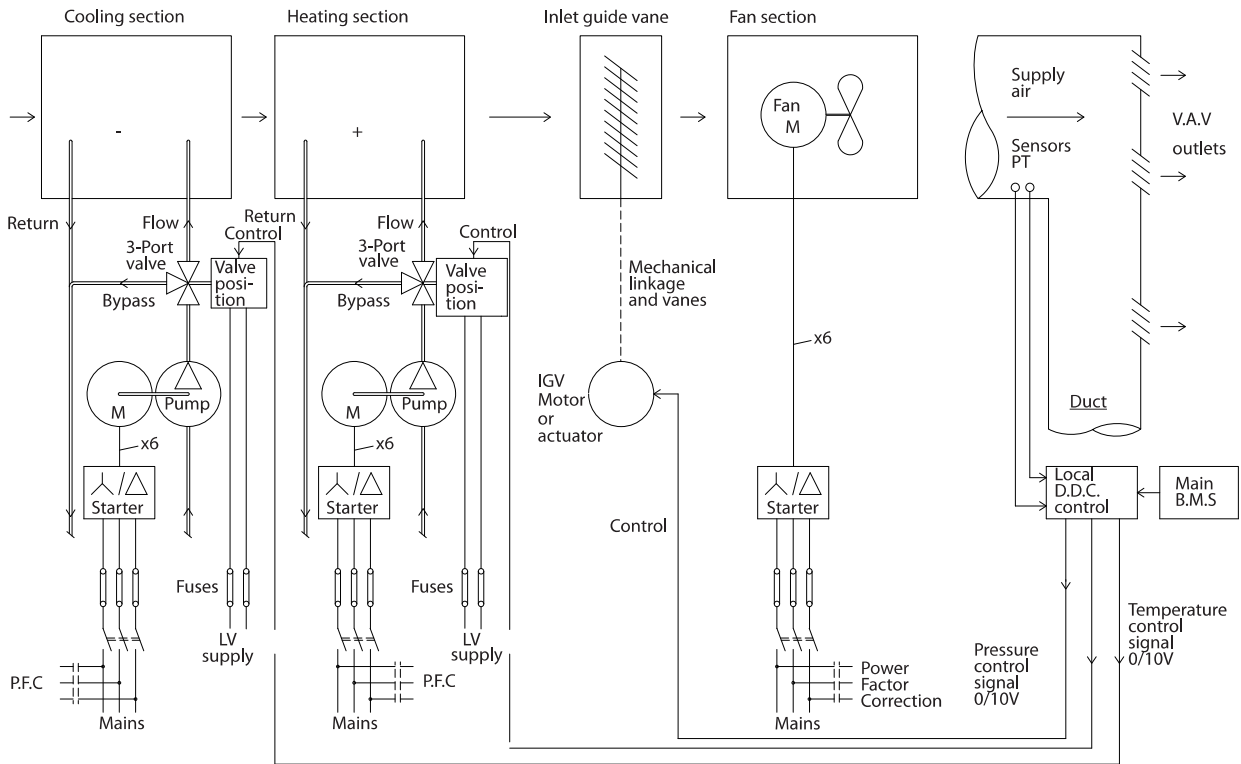 Cooling section
Heating section
Inlet guide vane
Fan section
-
+
Fan
M
Supply
air
Sensors
PT
V.A.V
outlets
Return
Flow
3-Port
valve
Bypass
Control
Valve
posi-
tion
Return
Flow
3-Port
valve
Bypass
Control
Valve
posi-
tion
Mechanical
linkage
and vanes
x6
M
Pump
x6
M
Pump
x6
IGV
Motor
or
actuator
Duct
Starter
Starter
Starter
Local
D.D.C.
control
Main
B.M.S
Control
Fuses
LV
supply
Fuses
LV
supply
P.F.C
Mains
P.F.C
Mains
Power
Factor
Correction
Mains
Pressure
control
signal
0/10V
Temperature
control
signal
0/10V